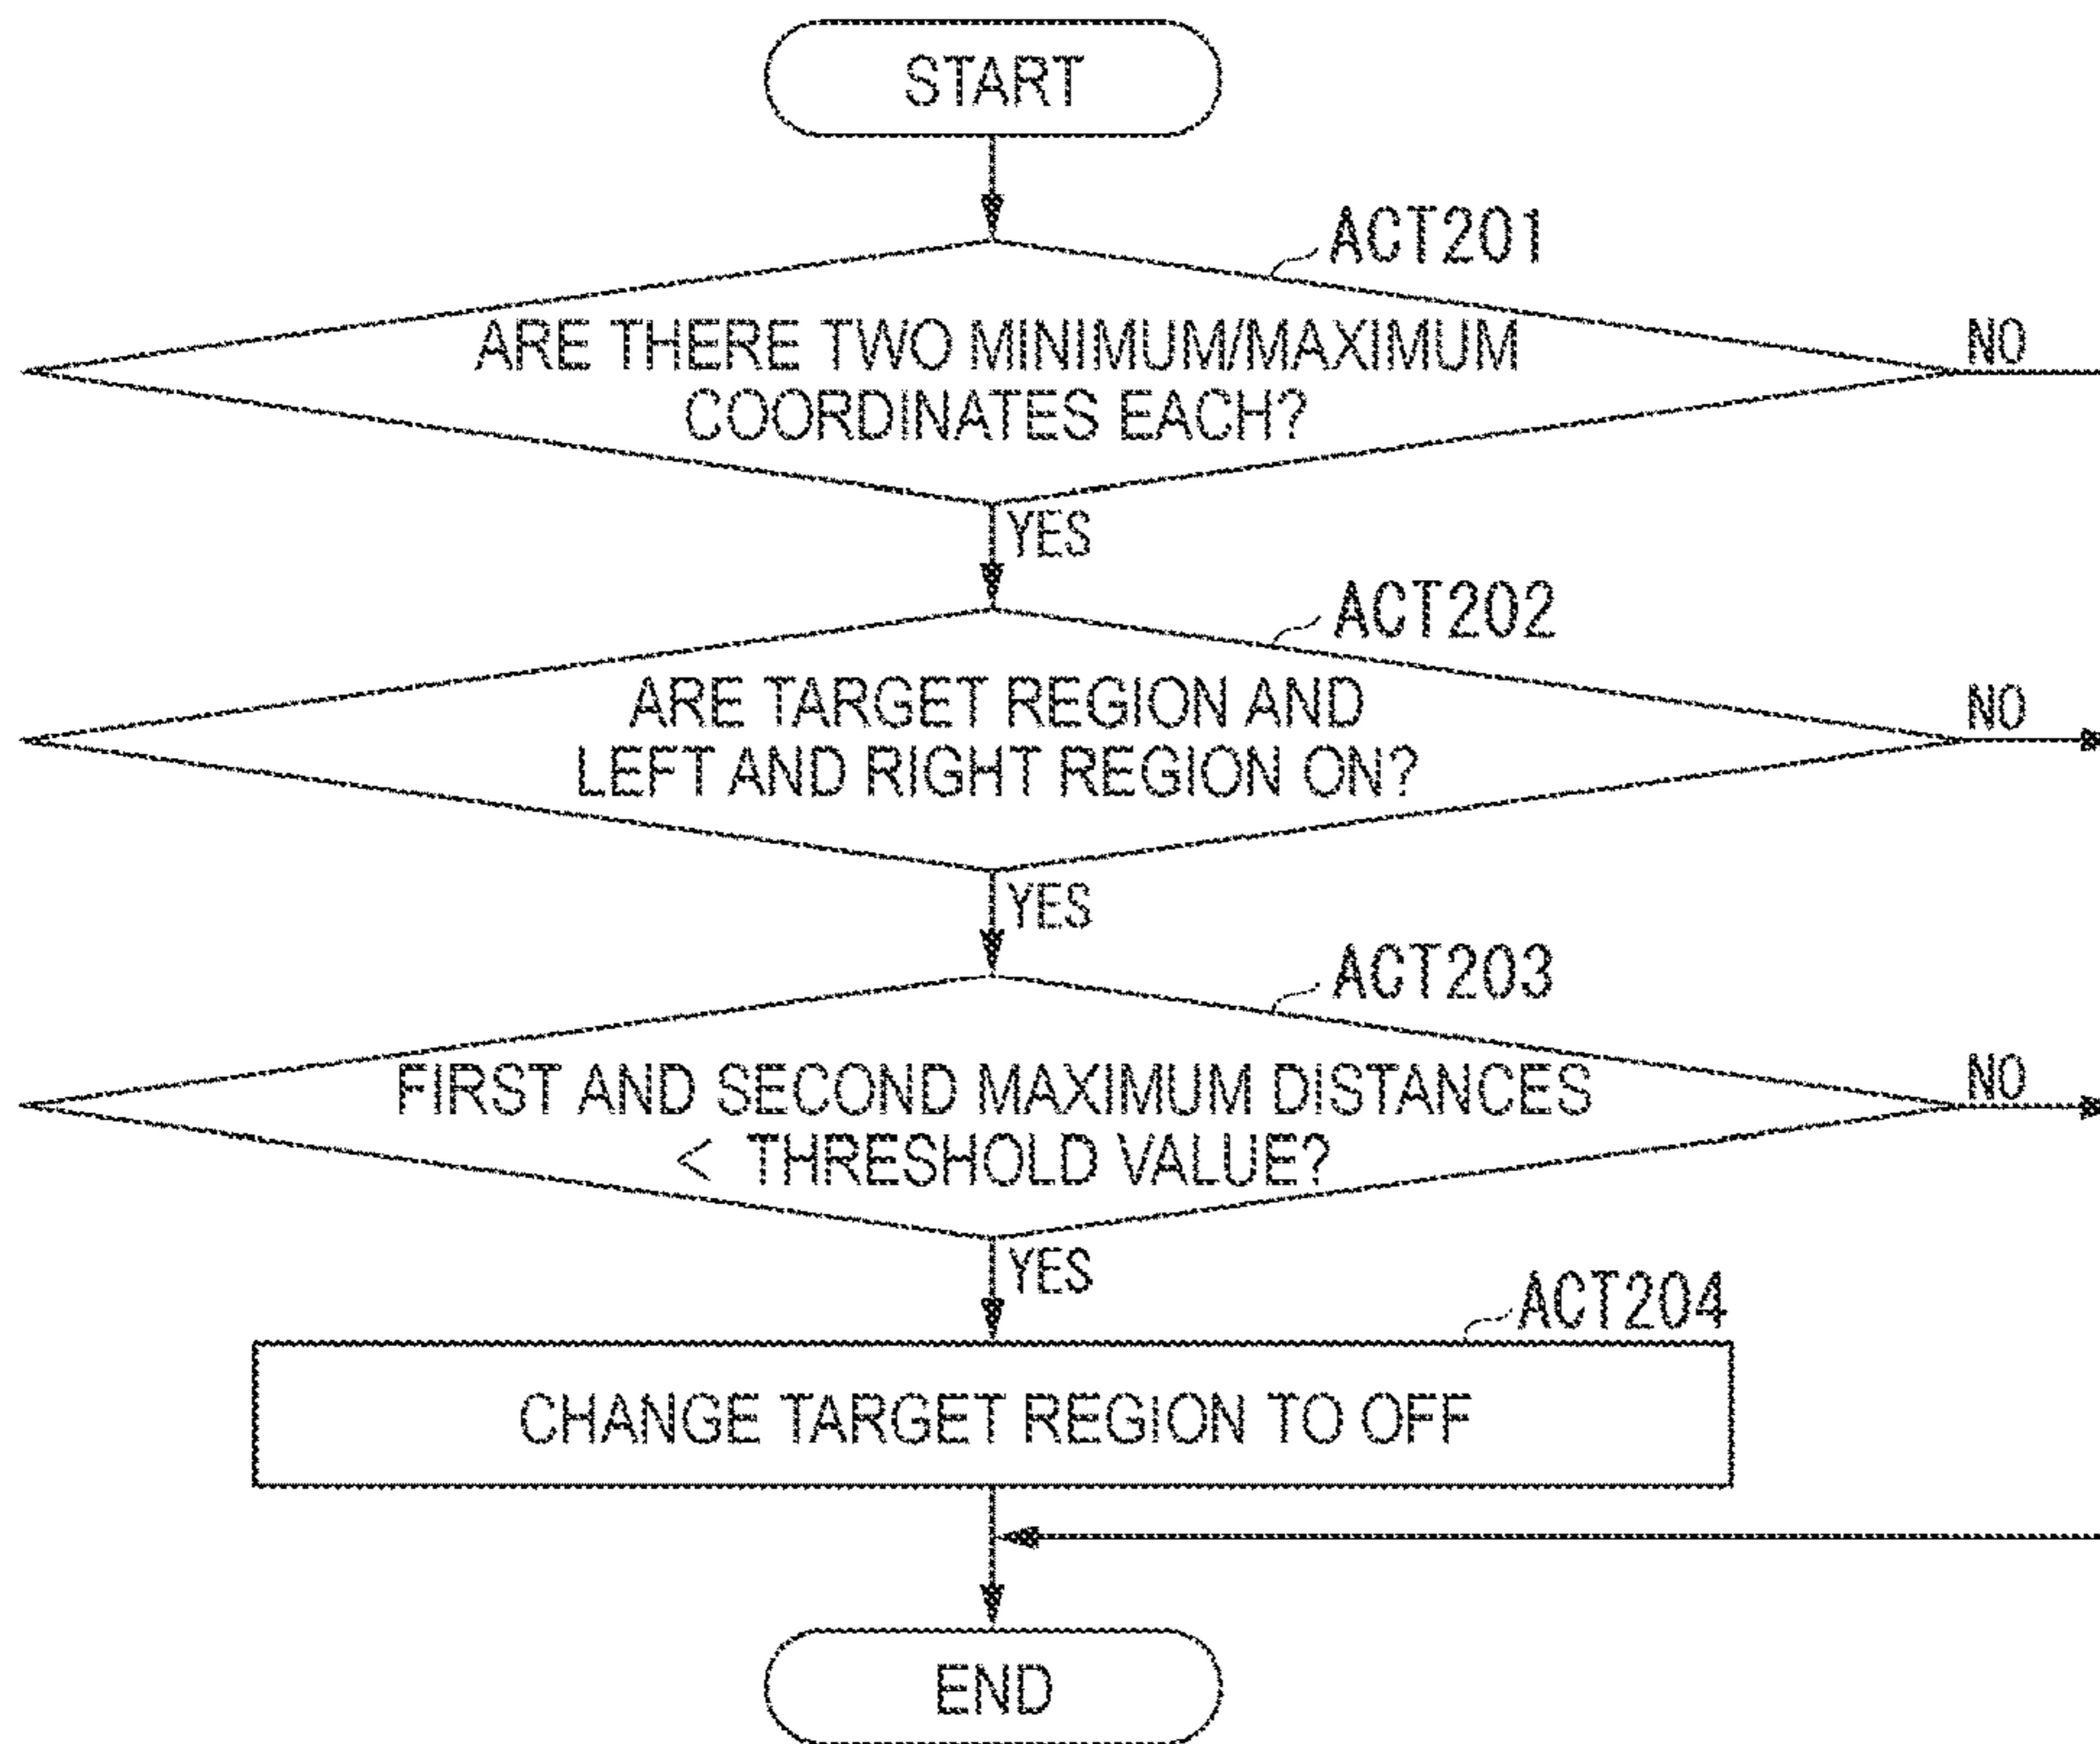 START
ACT201
ARE THERE TWO MINIMUM/MAXIMUM
COORDINATES EACH?
NO
YES
ACT202
ARE TARGET REGION AND
LEFT AND RIGHT REGION ON?
NO
YES
ACT203
FIRST AND SECOND MAXIMUM DISTANCES
< THRESHOLD VALUE?
NO
YES
ACT204
CHANGE TARGET REGION TO OFF
END